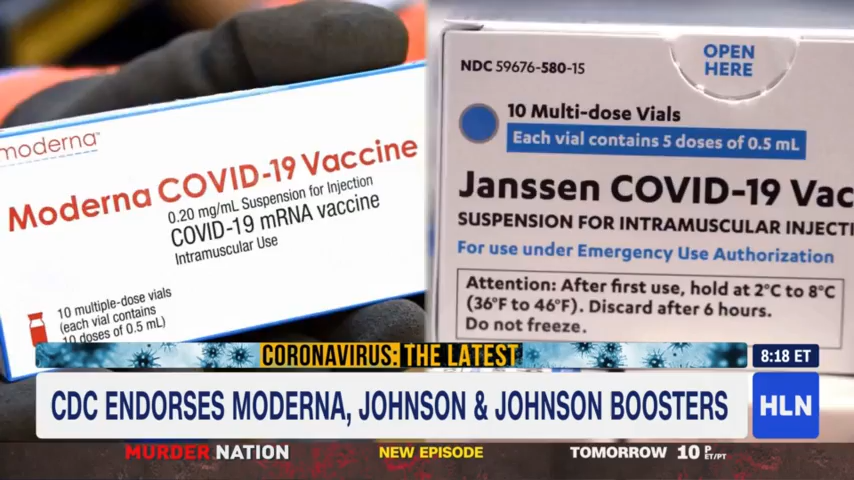 moderna
Moderna COVID-19 Vaccine
0.20 mg/mL Suspension for Injection
COVID-19 mRNA vaccine
Intramuscular Use
10 multiple-dose vials
(each vial contains
10 doses of 0.5 mL)
OPEN
HERE
NDC 59676-580-15
10 Multi-dose Vials
Each vial contains 5 doses of 0.5 mL
Janssen COVID-19 Vac
SUSPENSION FOR INTRAMUSCULAR INJECTI
For use under Emergency Use Authorization
Attention: After first use, hold at 2°C to 8°C
(36°F to 46°F). Discard after 6 hours.
Do not freeze.
CORONAVIRUS: THE LATEST
8:18 ET
CDC ENDORSES MODERNA, JOHNSON & JOHNSON BOOSTERS
HLN
MURDER NATION NEW EPISODE TOMORROW 10 P ET/PT